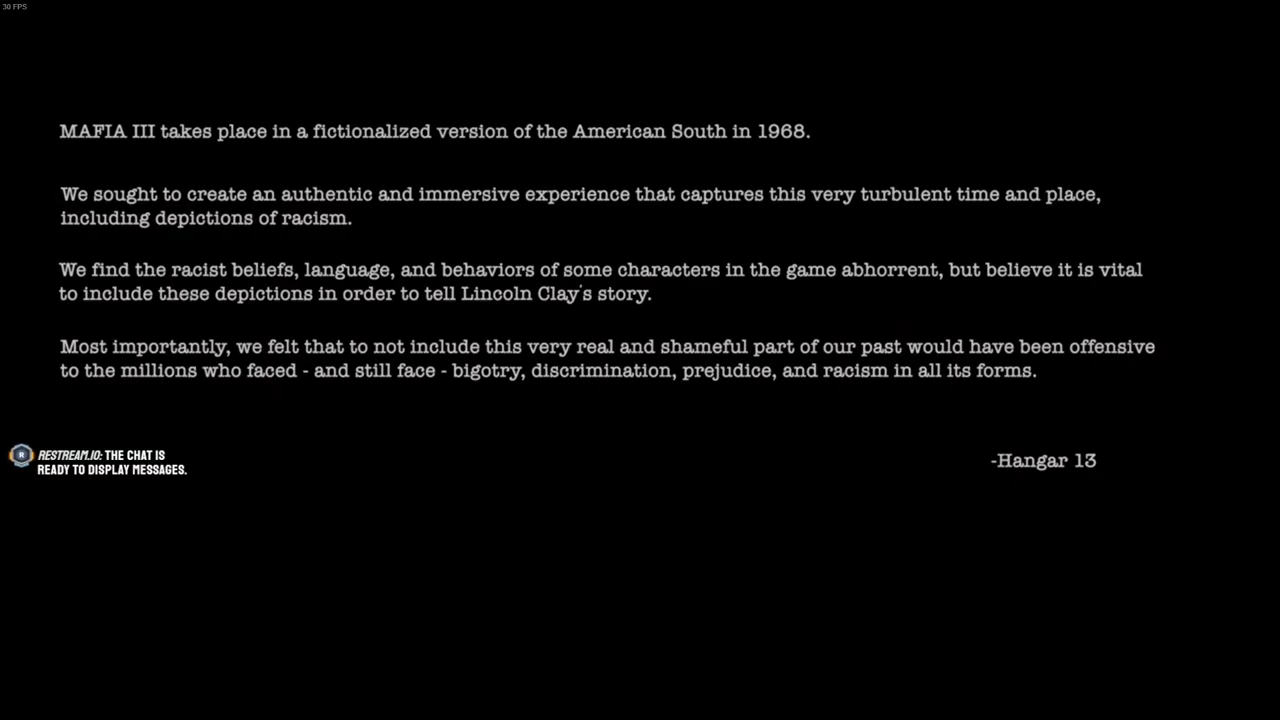 30 FPS
MAFIA III takes place in a fictionalized version of the American South in 1968.
We sought to create an authentic and immersive experience that captures this very turbulent time and place,
including depictions of racism.
We find the racist beliefs, language, and behaviors of some characters in the game abhorrent, but believe it is vital
to include these depictions in order to tell Lincoln Clay's story.
Most importantly, we felt that to not include this very real and shameful part of our past would have been offensive
to the millions who faced - and still face - bigotry, discrimination, prejudice, and racism in all its forms.
R
RESTREAM.IO: THE CHAT IS
READY TO DISPLAY MESSAGES.
-Hangar 13